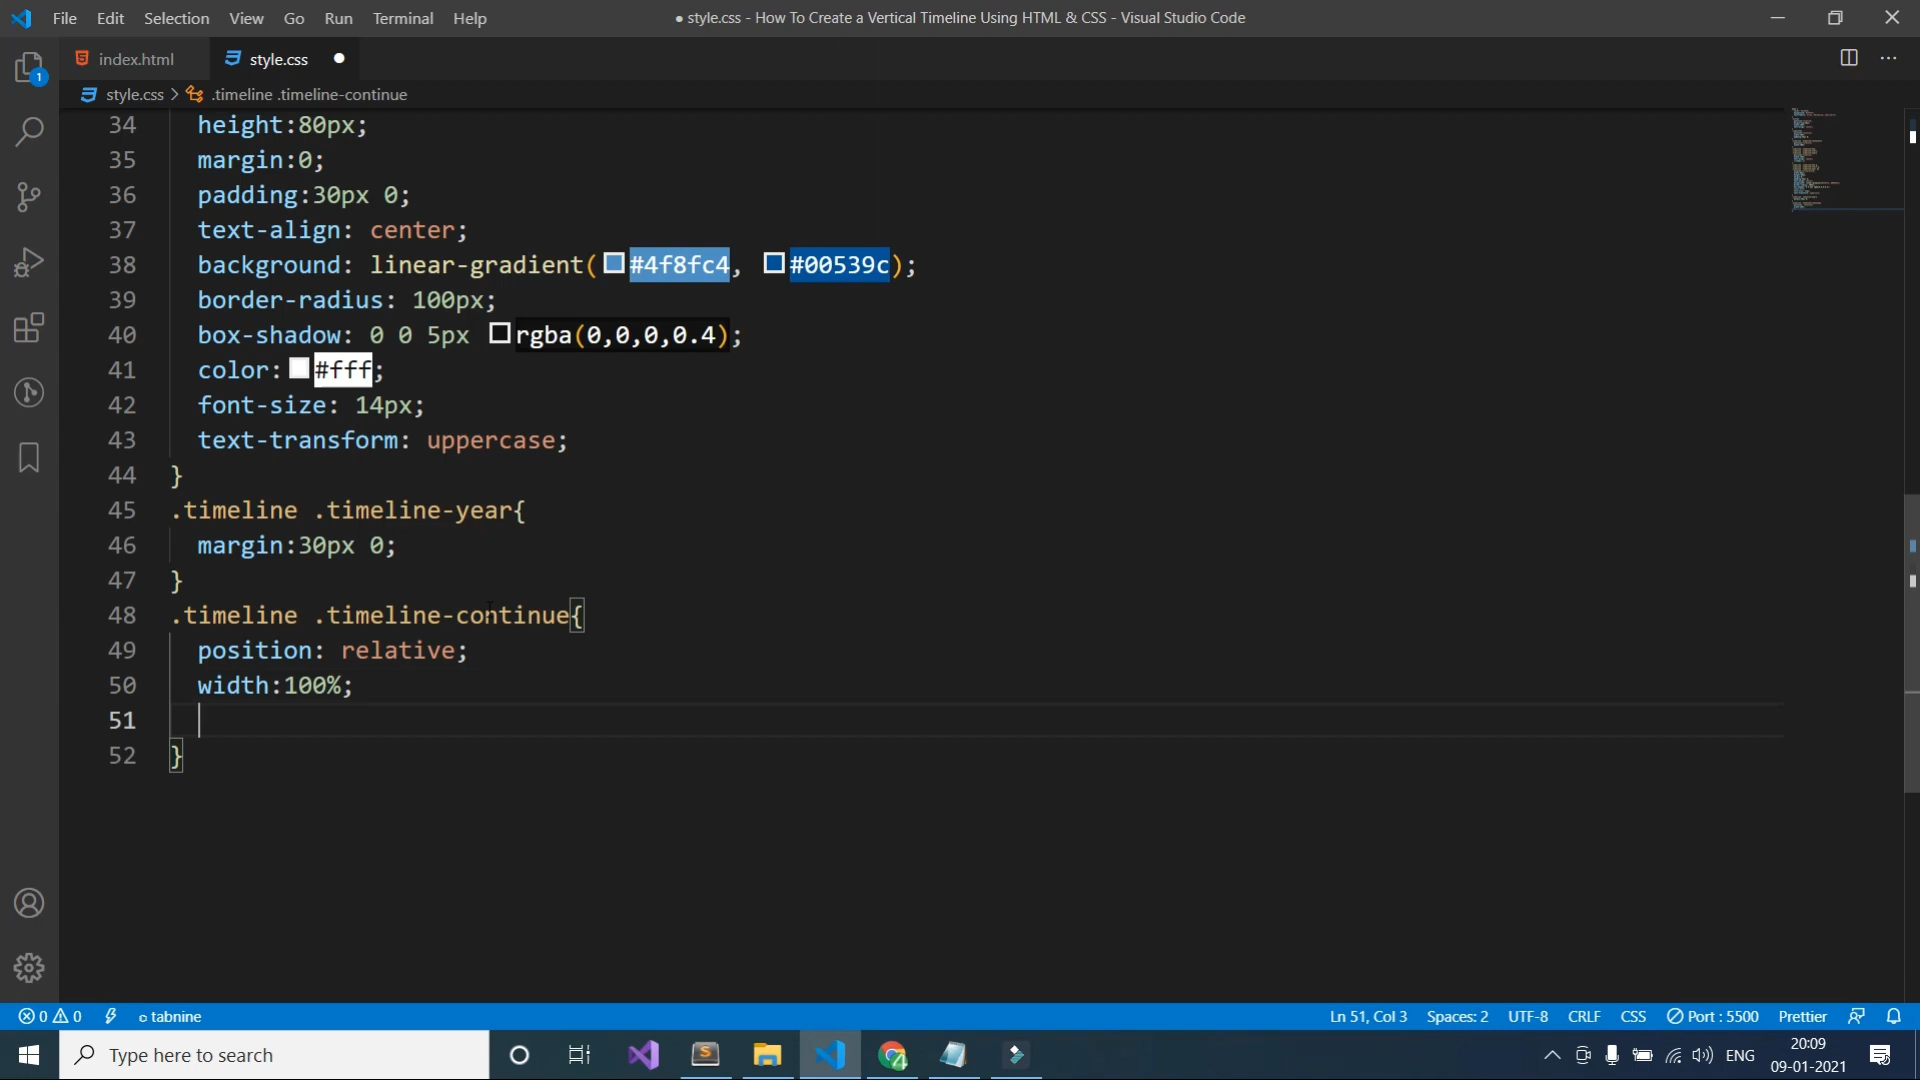 File Edit Selection View Go Run Terminal Help
● style.css - How To Create a Vertical Timeline Using HTML & CSS - Visual Studio Code
index.html
style.css ●
style.css > .timeline .timeline-continue
1
34 height:80px;
35 margin:0;
36 padding:30px 0;
37 text-align: center;
38 background: linear-gradient(#4f8fc4, #00539c);
39 border-radius: 100px;
40 box-shadow: 0 0 5px rgba(0,0,0,0.4);
41 color:#fff;
42 font-size: 14px;
43 text-transform: uppercase;
44 }
45 .timeline .timeline-year{
46 margin:30px 0;
47 }
48 .timeline .timeline-continue{
49 position: relative;
50 width:100%;
51
52 }
0 0 tabnine
Ln 51, Col 3 Spaces: 2 UTF-8 CRLF CSS Port : 5500 Prettier
Type here to search
ENG
20:09
09-01-2021